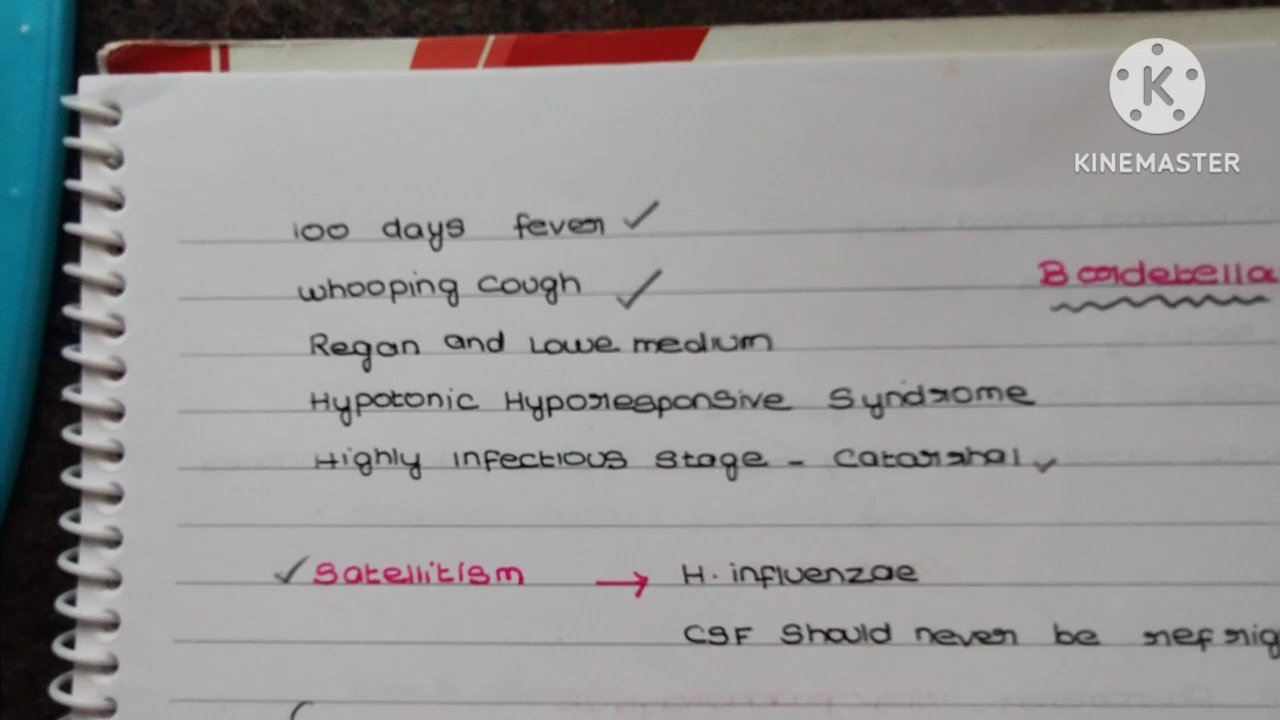 K
KINEMASTER
100 days fever
whooping cough
Bordetella
Regan and Lowe medium
Hypotonic Hyporesponsive Syndrome
Highly infectious stage - catarrhal
Satellitism → H. influenzae
CSF should never be refrig